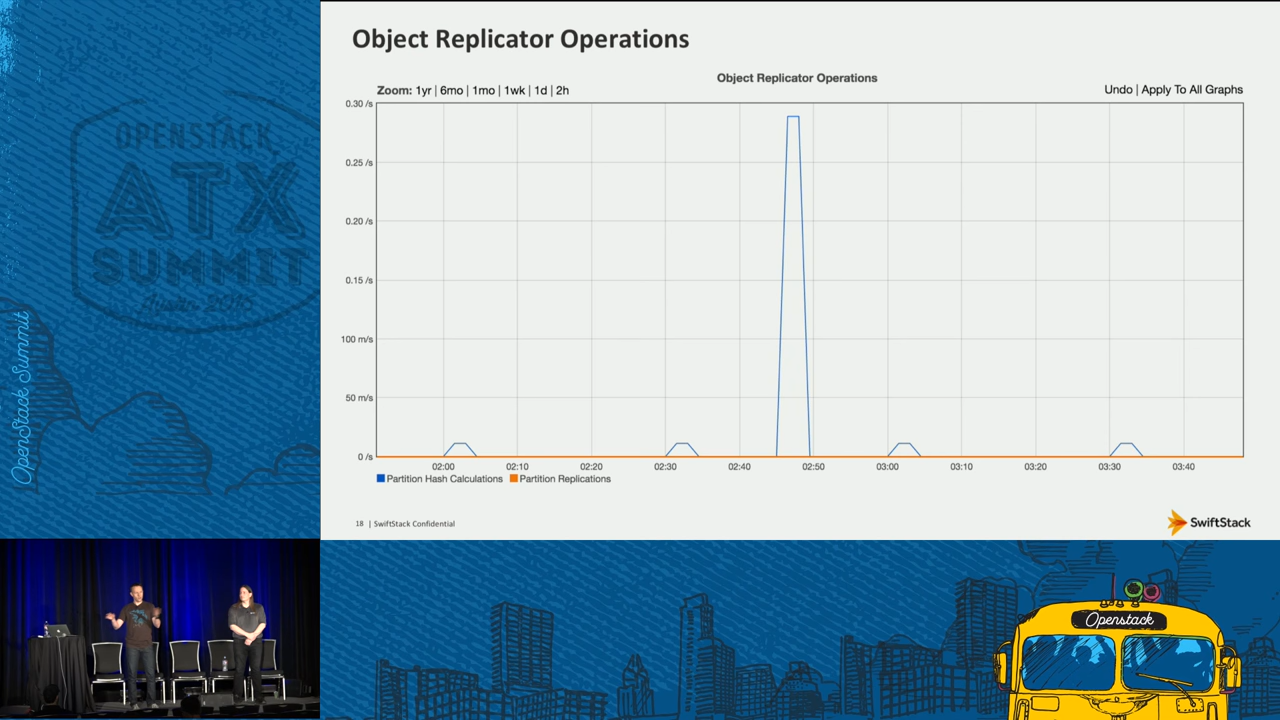 Object Replicator Operations
Object Replicator Operations
Zoom: 1yr | 6mo | 1mo | 1wk | 1d | 2h
Undo | Apply To All Graphs
0.30 /s
0.25 /s
0.20 /s
0.15 /s
100 m/s
50 m/s
0 /s
02:00 02:10 02:20 02:30 02:40 02:50 03:00 03:10 03:20 03:30 03:40
Partition Hash Calculations Partition Replications
18 | SwiftStack Confidential
SwiftStack
OPENSTACK
ATX
SUMMIT
Austin 2016
OpenStack Summit
Openstack